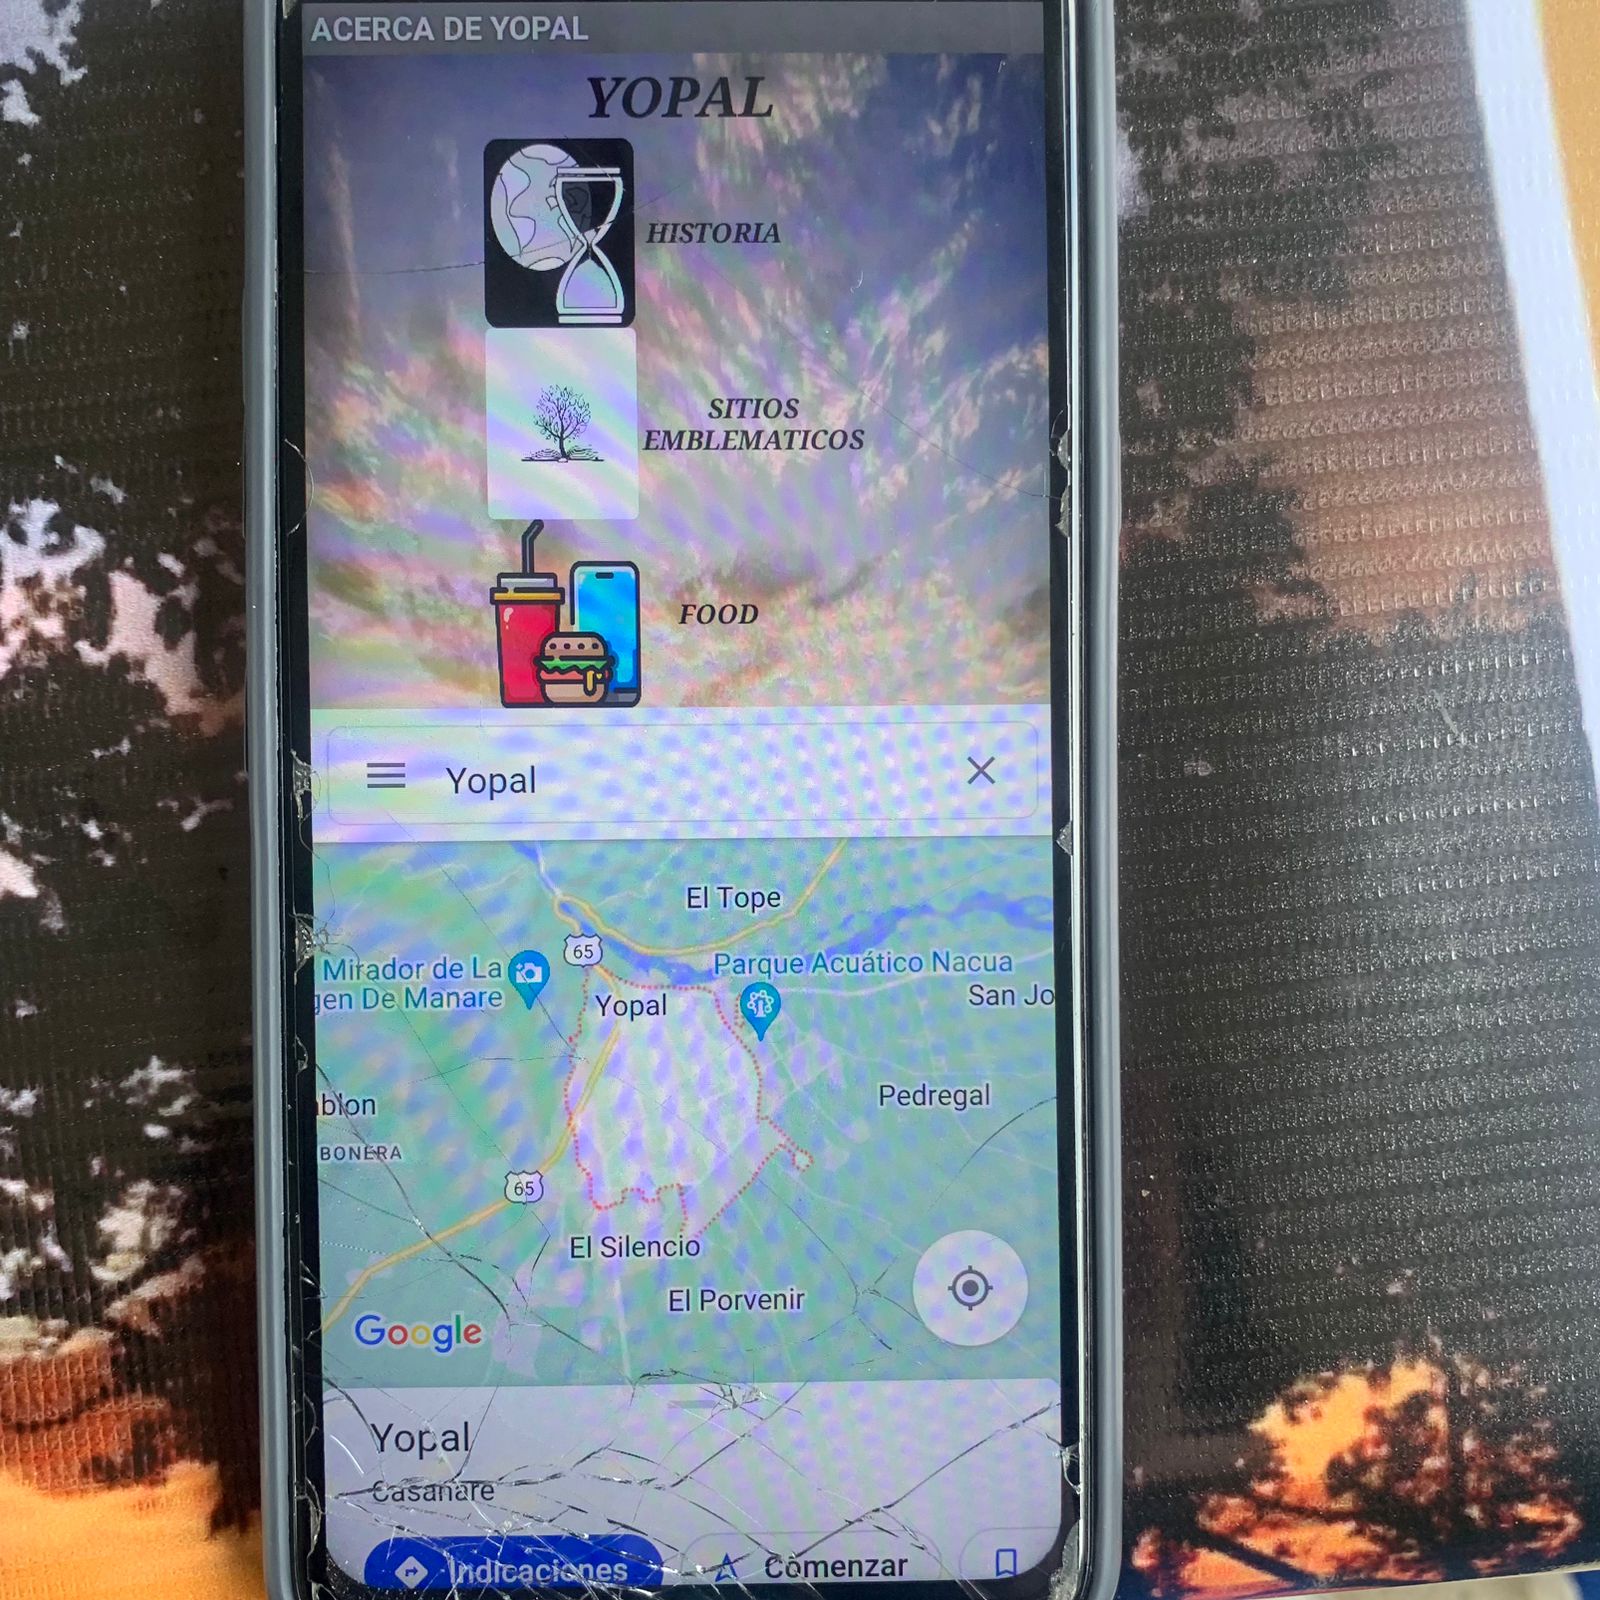 ACERCA DE YOPAL
YOPAL
HISTORIA
SITIOS
EMBLEMATICOS
FOOD
Yopal
El Tope
65
Mirador de La
Parque Acuático Nacua
gen De Manare
San Jo
Yopal
Pedregal
blon
BONERA
65
El Silencio
El Porvenir
Google
Yopal
Casanare
Indicaciones
Comenzar